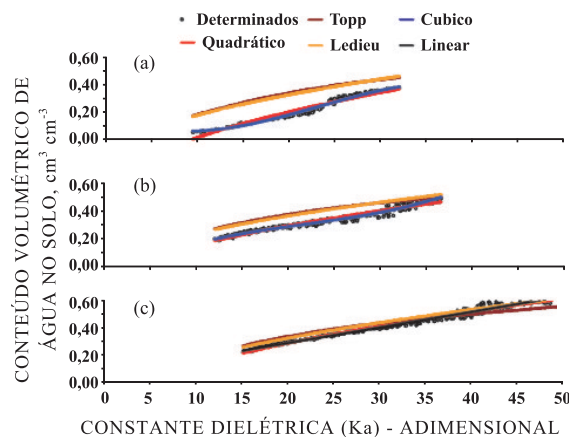 Determinados Topp Cubico
Quadrático Ledieu Linear
CONTEÚDO VOLUMÉTRICO DE
ÁGUA NO SOLO, cm³ cm⁻³
(a)
0,60
0,40
0,20
0,00
(b)
0,60
0,40
0,20
0,00
(c)
0,60
0,40
0,20
0,00
0 5 10 15 20 25 30 35 40 45 50
CONSTANTE DIELÉTRICA (Ka) - ADIMENSIONAL